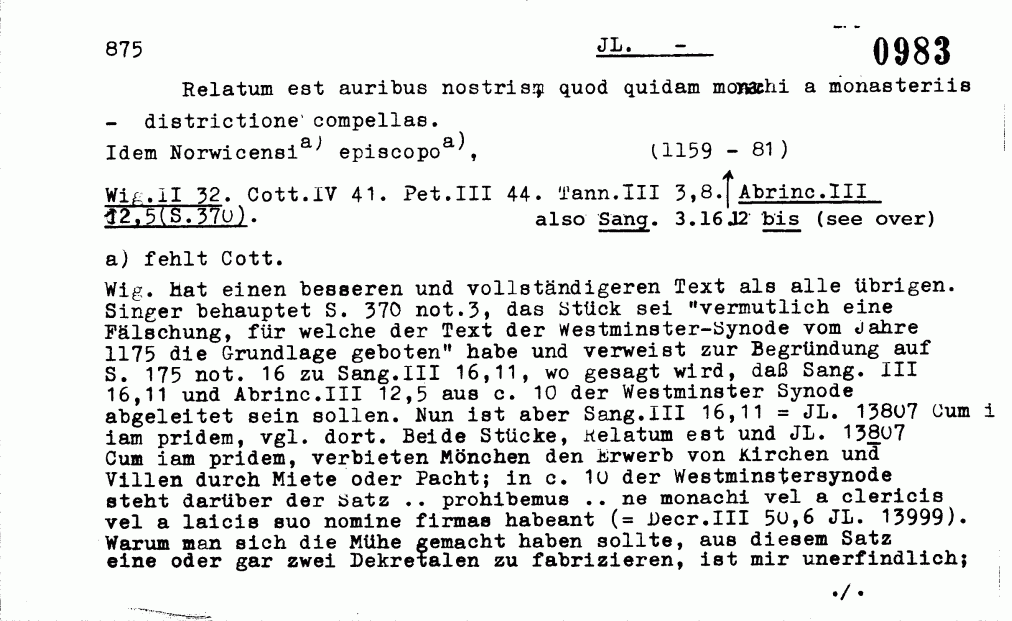 875 JL. - 0983
Relatum est auribus nostris, quod quidam monachi a monasteriis
- districtione compellas.
Idem Norwicensi a) episcopo a), (1159 - 81)
Wig.II 32. Cott.IV 41. Pet.III 44. Tann.III 3,8.↑ Abrinc.III
12,5(S.370). also Sang. 3.16.12 bis (see over)
a) fehlt Cott.
Wig. hat einen besseren und vollständigeren Text als alle übrigen.
Singer behauptet S. 370 not.3, das Stück sei "vermutlich eine
Fälschung, für welche der Text der Westminster-Synode vom Jahre
1175 die Grundlage geboten" habe und verweist zur Begründung auf
S. 175 not. 16 zu Sang.III 16,11, wo gesagt wird, daß Sang. III
16,11 und Abrinc.III 12,5 aus c. 10 der Westminster Synode
abgeleitet sein sollen. Nun ist aber Sang.III 16,11 = JL. 13807 Cum i
iam pridem, vgl. dort. Beide Stücke, Relatum est und JL. 13807
Cum iam pridem, verbieten Mönchen den Erwerb von Kirchen und
Villen durch Miete oder Pacht; in c. 10 der Westminstersynode
steht darüber der Satz .. prohibemus .. ne monachi vel a clericis
vel a laicis suo nomine firmas habeant (= Decr.III 50,6 JL. 13999).
Warum man sich die Mühe gemacht haben sollte, aus diesem Satz
eine oder gar zwei Dekretalen zu fabrizieren, ist mir unerfindlich;
./.